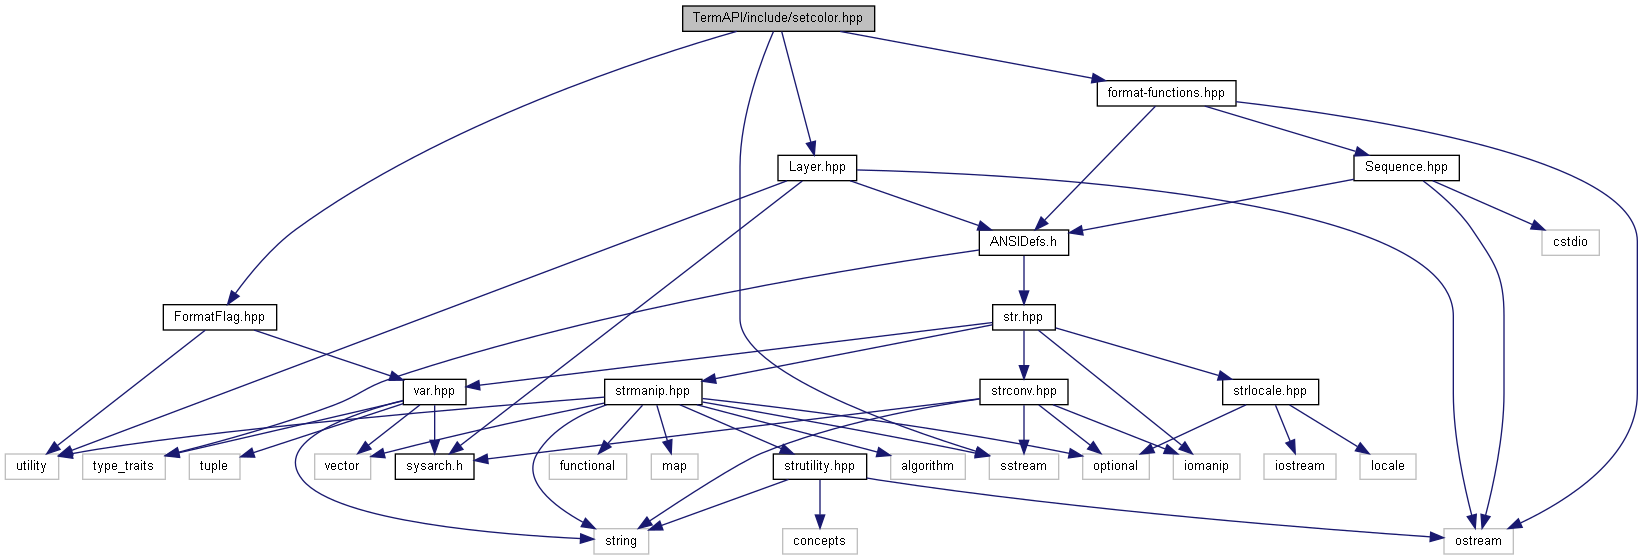 TermAPI/include/setcolor.hpp
format-functions.hpp
Layer.hpp
Sequence.hpp
ANSIDefs.h
cstdio
FormatFlag.hpp
str.hpp
var.hpp
strmanip.hpp
strconv.hpp
strlocale.hpp
utility
type_traits
tuple
vector
sysarch.h
functional
map
strutility.hpp
algorithm
sstream
optional
iomanip
iostream
locale
string
concepts
ostream